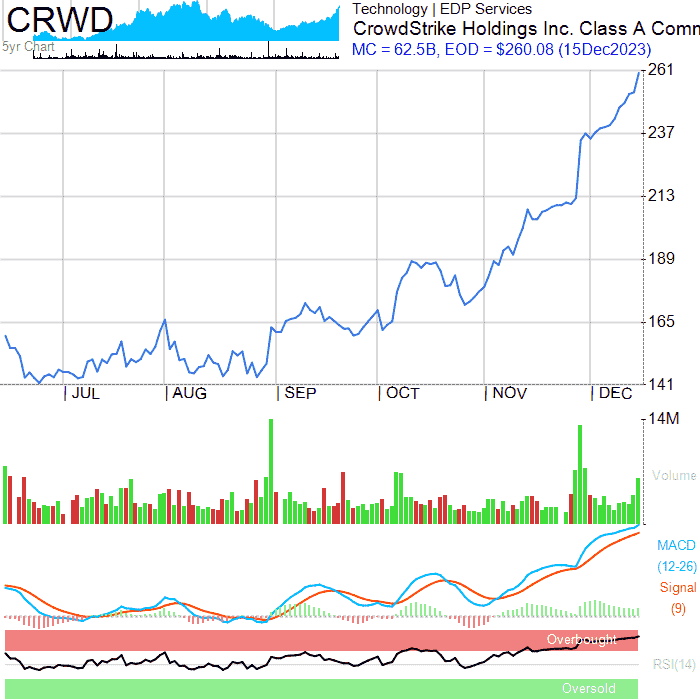 CRWD
5yr Chart
Technology | EDP Services
CrowdStrike Holdings Inc. Class A Comm
MC = 62.5B, EOD = $260.08 (15Dec2023)
261
237
213
189
165
141
JUL
AUG
SEP
OCT
NOV
DEC
14M
Volume
MACD
(12-26)
Signal
(9)
Overbought
RSI(14)
Oversold